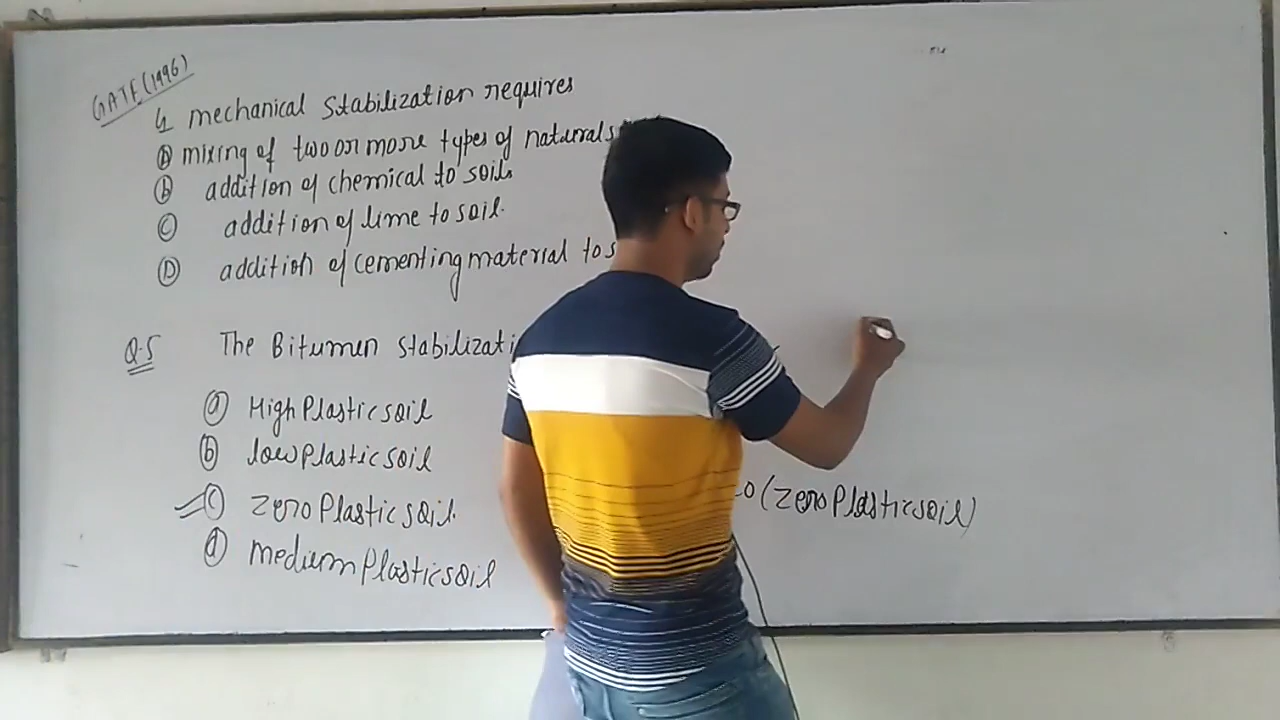 GATE(1996)
4 mechanical stabilization requires
(A) mixing of two or more types of natural s
(b) addition of chemical to soil.
(C) addition of lime to soil.
(D) addition of cementing material to s
Q.5 The Bitumen stabilizati
(a) High Plastic soil
(b) low plastic soil
(c) Zero Plastic soil. -0 (Zero Plastic soil)
(d) medium Plastic soil